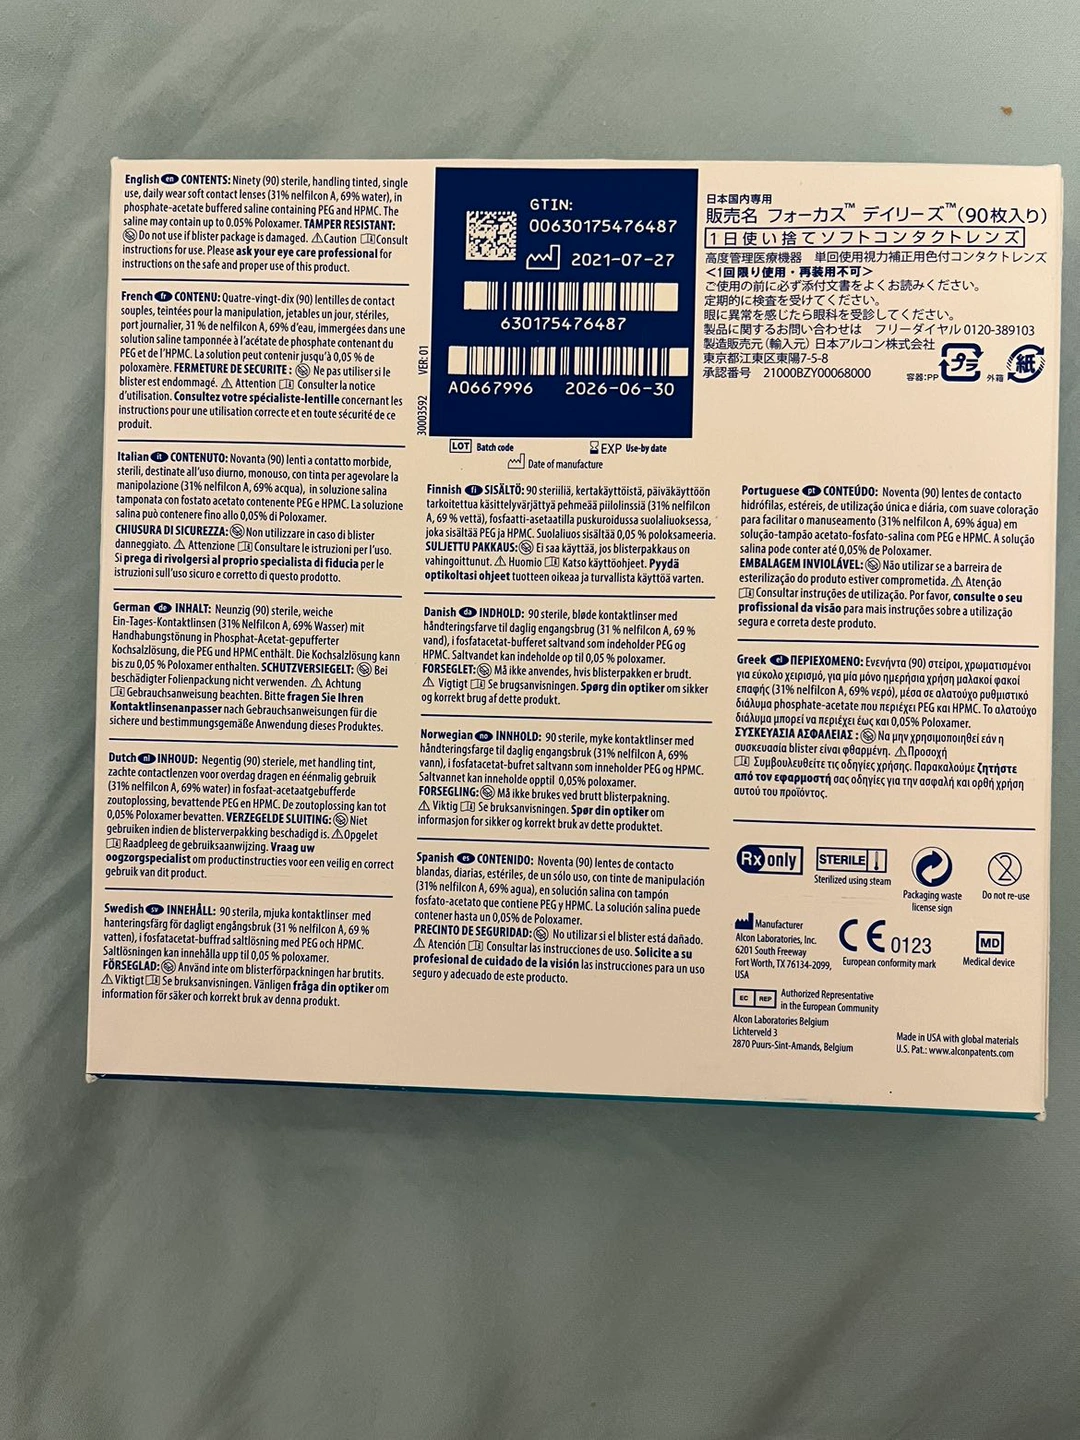 English en CONTENTS: Ninety (90) sterile, handling tinted, single
use, daily wear soft contact lenses (31% nelfilcon A, 69% water), in
phosphate-acetate buffered saline containing PEG and HPMC. The
saline may contain up to 0.05% Poloxamer. TAMPER RESISTANT:
Do not use if blister package is damaged. Caution Consult
instructions for use. Please ask your eye care professional for
instructions on the safe and proper use of this product.
French fr CONTENU: Quatre-vingt-dix (90) lentilles de contact
souples, teintées pour la manipulation, jetables un jour, stériles,
port journalier, 31 % de nelfilcon A, 69% d'eau, immergées dans une
solution saline tamponnée à l'acétate de phosphate contenant du
PEG et de l'HPMC. La solution peut contenir jusqu'à 0,05 % de
poloxamère. FERMETURE DE SECURITE : Ne pas utiliser si le
blister est endommagé. Attention Consulter la notice
d'utilisation. Consultez votre spécialiste-lentille concernant les
instructions pour une utilisation correcte et en toute sécurité de ce
produit.
Italian it CONTENUTO: Novanta (90) lenti a contatto morbide,
sterili, destinate all'uso diurno, monouso, con tinta per agevolare la
manipolazione (31% nelfilcon A, 69% acqua), in soluzione salina
tamponata con fosfato acetato contenente PEG e HPMC. La soluzione
salina può contenere fino allo 0,05% di Poloxamer.
CHIUSURA DI SICUREZZA: Non utilizzare in caso di blister
danneggiato. Attenzione Consultare le istruzioni per l'uso.
Si prega di rivolgersi al proprio specialista di fiducia per le
istruzioni sull'uso sicuro e corretto di questo prodotto.
German de INHALT: Neunzig (90) sterile, weiche
Ein-Tages-Kontaktlinsen (31% Nelfilcon A, 69% Wasser) mit
Handhabungstönung in Phosphat-Acetat-gepufferter
Kochsalzlösung, die PEG und HPMC enthält. Die Kochsalzlösung kann
bis zu 0,05 % Poloxamer enthalten. SCHUTZVERSIEGELT: Bei
beschädigter Folienpackung nicht verwenden. Achtung
Gebrauchsanweisung beachten. Bitte fragen Sie Ihren
Kontaktlinsenanpasser nach Gebrauchsanweisungen für die
sichere und bestimmungsgemäße Anwendung dieses Produktes.
Dutch nl INHOUD: Negentig (90) steriele, met handling tint,
zachte contactlenzen voor overdag dragen en éénmalig gebruik
(31% nelfilcon A, 69% water) in fosfaat-acetaatgebufferde
zoutoplossing, bevattende PEG en HPMC. De zoutoplossing kan tot
0,05% Poloxamer bevatten. VERZEGELDE SLUITING: Niet
gebruiken indien de blisterverpakking beschadigd is. Opgelet
Raadpleeg de gebruiksaanwijzing. Vraag uw
oogzorgspecialist om productinstructies voor een veilig en correct
gebruik van dit product.
Swedish sv INNEHÅLL: 90 sterila, mjuka kontaktlinser med
hanteringsfärg för dagligt engångsbruk (31 % nelfilcon A, 69 %
vatten), i fosfatacetat-buffrad saltlösning med PEG och HPMC.
Saltlösningen kan innehålla upp til 0,05 % poloxamer.
FÖRSEGLAD: Använd inte om blisterförpackningen har brutits.
Viktigt Se bruksanvisningen. Vänligen fråga din optiker om
information för säker och korrekt bruk av denna produkt.
GTIN:
00630175476487
2021-07-27
630175476487
A0667996 2026-06-30
30003592 VER: 01
LOT Batch code EXP Use-by date
Date of manufacture
Finnish fi SISÄLTÖ: 90 steriiliä, kertakäyttöistä, päiväkäyttöön
tarkoitettua käsittelyvärjättyä pehmeää piilolinssiä (31% nelfilcon
A, 69 % vettä), fosfaatti-asetaatilla puskuroidussa suolaliuoksessa,
joka sisältää PEG ja HPMC. Suolaliuos sisältää 0,05 % poloksameeria.
SULJETTU PAKKAUS: Ei saa käyttää, jos blisterpakkaus on
vahingoittunut. Huomio Katso käyttöohjeet. Pyydä
optikoltasi ohjeet tuotteen oikeaa ja turvallista käyttöä varten.
Danish da INDHOLD: 90 sterile, bløde kontaktlinser med
håndteringsfarve til daglig engangsbrug (31 % nelfilcon A, 69 %
vand), i fosfatacetat-bufferet saltvand som indeholder PEG og
HPMC. Saltvandet kan indeholde op til 0,05 % poloxamer.
FORSEGLET: Må ikke anvendes, hvis blisterpakken er brudt.
Vigtigt Se brugsanvisningen. Spørg din optiker om sikker
og korrekt brug af dette produkt.
Norwegian no INNHOLD: 90 sterile, myke kontaktlinser med
håndteringsfarge til daglig engangsbruk (31% nelfilcon A, 69%
vann), i fosfatacetat-bufret saltvann som inneholder PEG og HPMC.
Saltvannet kan inneholde opptil 0,05% poloxamer.
FORSEGLING: Må ikke brukes ved brutt blisterpakning.
Viktig Se bruksanvisningen. Spør din optiker om
informasjon for sikker og korrekt bruk av dette produktet.
Spanish es CONTENIDO: Noventa (90) lentes de contacto
blandas, diarias, estériles, de un sólo uso, con tinte de manipulación
(31% nelfilcon A, 69% agua), en solución salina con tampón
fosfato-acetato que contiene PEG y HPMC. La solución salina puede
contener hasta un 0,05% de Poloxamer.
PRECINTO DE SEGURIDAD: No utilizar si el blister está dañado.
Atención Consultar las instrucciones de uso. Solicite a su
profesional de cuidado de la visión las instrucciones para un uso
seguro y adecuado de este producto.
日本国内専用
販売名 フォーカス™ デイリーズ™(90枚入り)
1日使い捨てソフトコンタクトレンズ
高度管理医療機器 単回使用視力補正用色付コンタクトレンズ
<1回限り使用・再装用不可>
ご使用の前に必ず添付文書をよくお読みください。
定期的に検査を受けてください。
眼に異常を感じたら眼科を受診してください。
製品に関するお問い合わせは フリーダイヤル 0120-389103
製造販売元(輸入元)日本アルコン株式会社
東京都江東区東陽7-5-8
承認番号 21000BZY00068000
容器:PP プラ 外箱 紙
Portuguese pt CONTEÚDO: Noventa (90) lentes de contacto
hidrófilas, estéreis, de utilização única e diária, com suave coloração
para facilitar o manuseamento (31% nelfilcon A, 69% água) em
solução-tampão acetato-fosfato-salina com PEG e HPMC. A solução
salina pode conter até 0,05% de Poloxamer.
EMBALAGEM INVIOLÁVEL: Não utilizar se a barreira de
esterilização do produto estiver comprometida. Atenção
Consultar instruções de utilização. Por favor, consulte o seu
profissional da visão para mais instruções sobre a utilização
segura e correta deste produto.
Greek el ΠΕΡΙΕΧΟΜΕΝΟ: Ενενήντα (90) στείροι, χρωματισμένοι
για εύκολο χειρισμό, για μία μόνο ημερήσια χρήση μαλακοί φακοί
επαφής (31% nelfilcon A, 69% νερό), μέσα σε αλατούχο ρυθμιστικό
διάλυμα phosphate-acetate που περιέχει PEG και HPMC. Το αλατούχο
διάλυμα μπορεί να περιέχει έως και 0,05% Poloxamer.
ΣΥΣΚΕΥΑΣΙΑ ΑΣΦΑΛΕΙΑΣ : Να μην χρησιμοποιηθεί εάν η
συσκευασία blister είναι φθαρμένη. Προσοχή
Συμβουλευθείτε τις οδηγίες χρήσης. Παρακαλούμε ζητήστε
από τον εφαρμοστή σας οδηγίες για την ασφαλή και ορθή χρήση
αυτού του προϊόντος.
Rx only
STERILE
Sterilized using steam
Packaging waste
license sign
2
Do not re-use
Manufacturer
Alcon Laboratories, Inc.
6201 South Freeway
Fort Worth, TX 76134-2099,
USA
CE 0123
European conformity mark
MD
Medical device
EC REP Authorized Representative
in the European Community
Alcon Laboratories Belgium
Lichterveld 3
2870 Puurs-Sint-Amands, Belgium
Made in USA with global materials
U.S. Pat.: www.alconpatents.com